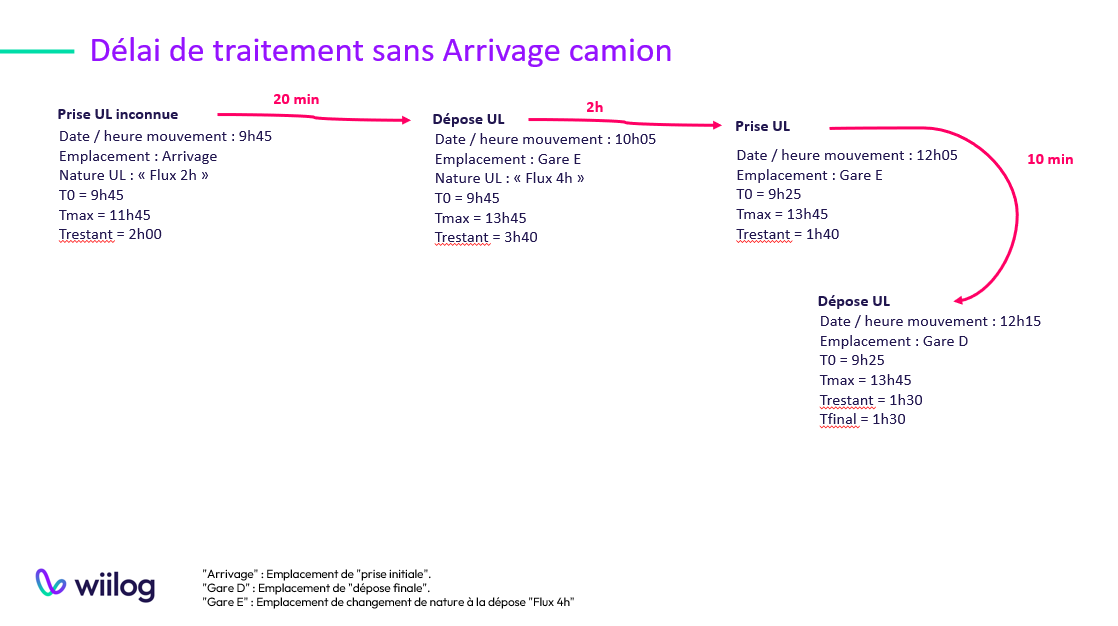 Délai de traitement sans Arrivage camion
20 min
Prise UL inconnue
Date / heure mouvement : 9h45
Emplacement : Arrivage
Nature UL : « Flux 2h »
T0 = 9h45
Tmax = 11h45
Trestant = 2h00
2h
Dépose UL
Date / heure mouvement : 10h05
Emplacement : Gare E
Nature UL : « Flux 4h »
T0 = 9h45
Tmax = 13h45
Trestant = 3h40
Prise UL
Date / heure mouvement : 12h05
Emplacement : Gare E
T0 = 9h25
Tmax = 13h45
Trestant = 1h40
10 min
Dépose UL
Date / heure mouvement : 12h15
Emplacement : Gare D
T0 = 9h25
Tmax = 13h45
Trestant = 1h30
Tfinal = 1h30
wiilog
"Arrivage" : Emplacement de "prise initiale".
"Gare D" : Emplacement de "dépose finale".
"Gare E" : Emplacement de changement de nature à la dépose "Flux 4h"